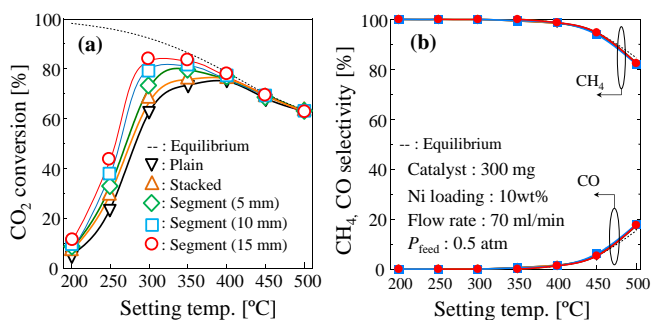 (a)
CO2 conversion [%]
100
80
60
40
20
0
-- : Equilibrium
: Plain
: Stacked
: Segment (5 mm)
: Segment (10 mm)
: Segment (15 mm)
200 250 300 350 400 450 500
Setting temp. [ºC]
(b)
CH4, CO selectivity [%]
100
80
60
40
20
0
CH4
-- : Equilibrium
Catalyst : 300 mg
Ni loading : 10wt%
Flow rate : 70 ml/min
Pfeed : 0.5 atm
CO
200 250 300 350 400 450 500
Setting temp. [ºC]